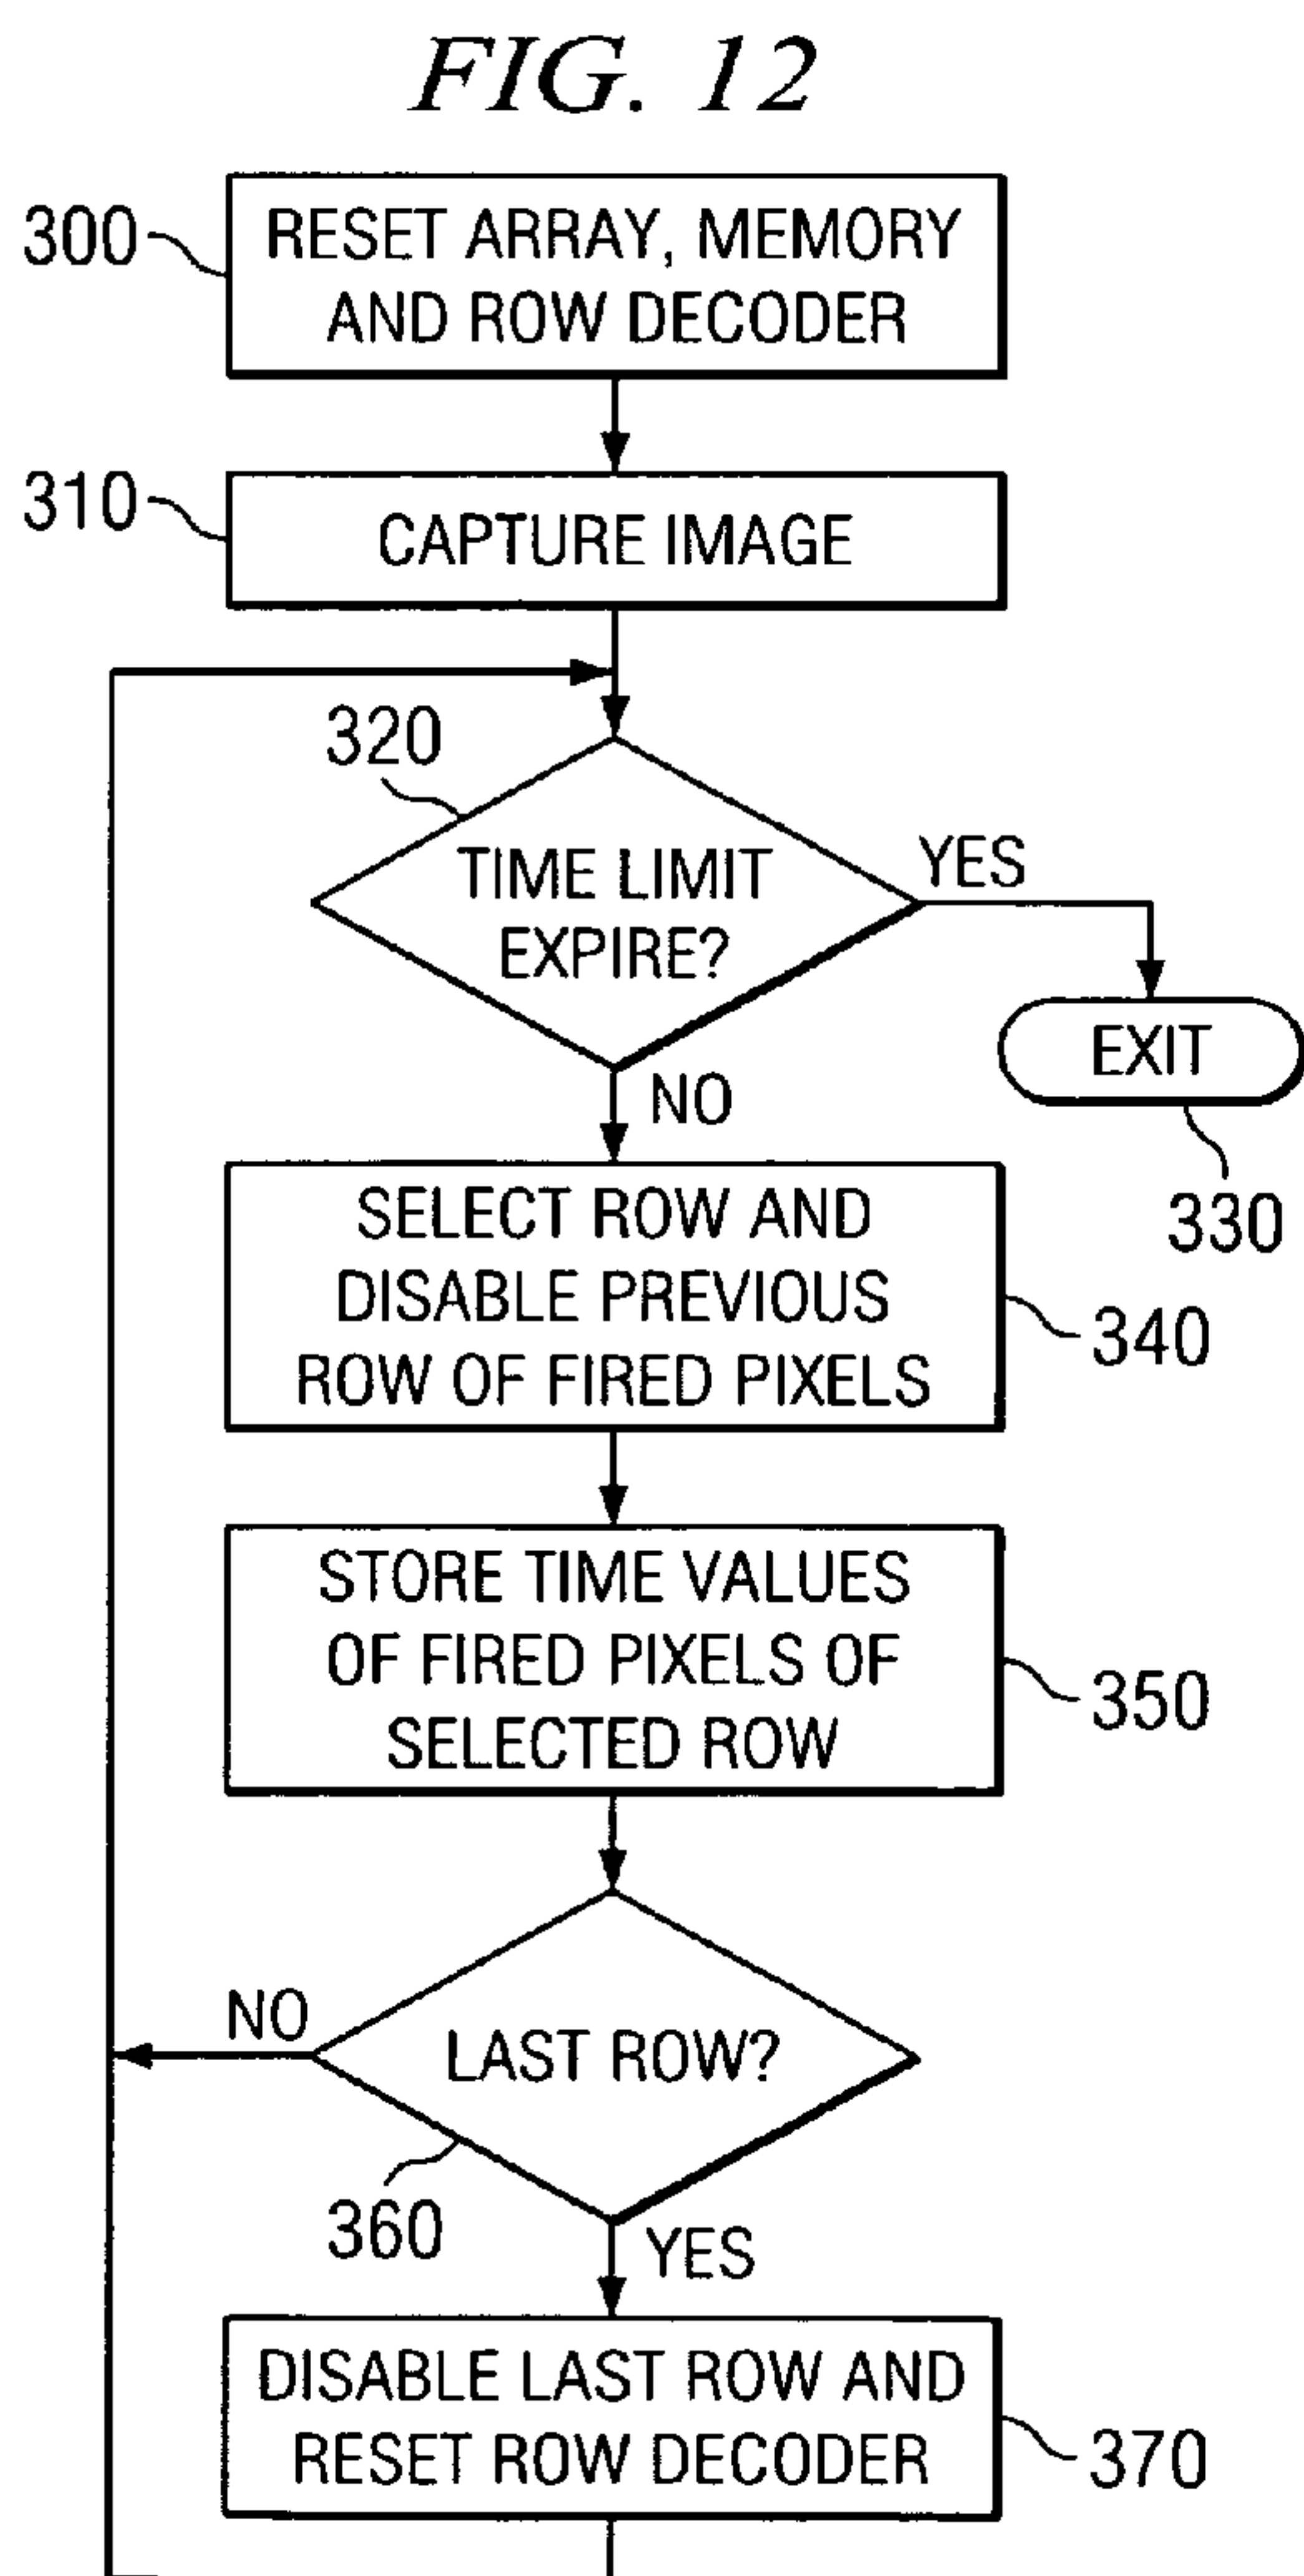 FIG. 12
300
RESET ARRAY, MEMORY
AND ROW DECODER
310
CAPTURE IMAGE
320
TIME LIMIT
EXPIRE?
YES
EXIT
330
NO
SELECT ROW AND
DISABLE PREVIOUS
ROW OF FIRED PIXELS
340
STORE TIME VALUES
OF FIRED PIXELS OF
SELECTED ROW
350
NO
LAST ROW?
360
YES
DISABLE LAST ROW AND
RESET ROW DECODER
370